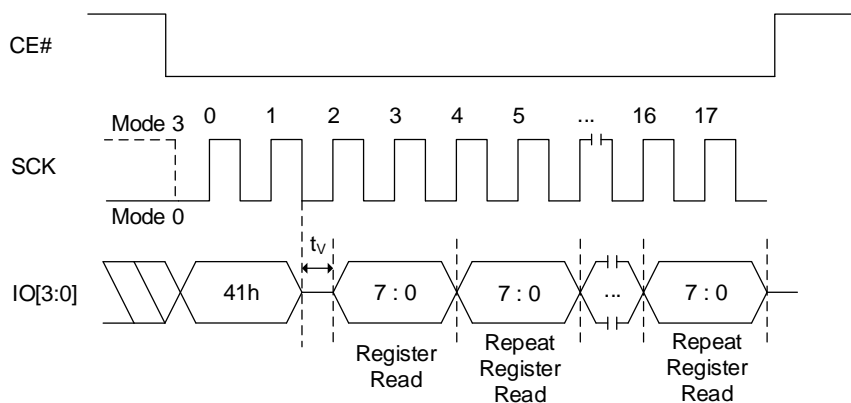 CE#
0 1 2 3 4 5 ... 16 17
Mode 3
SCK
Mode 0
tV
IO[3:0]
41h 7 : 0 7 : 0 ... 7 : 0
Register
Read
Repeat
Register
Read
Repeat
Register
Read